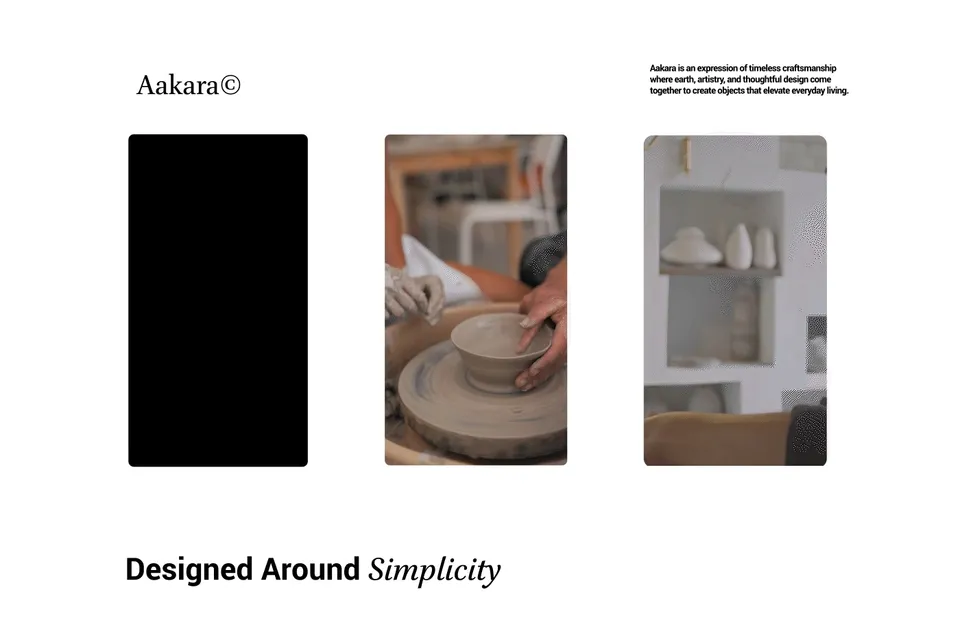 Aakara©
Aakara is an expression of timeless craftsmanship
where earth, artistry, and thoughtful design come
together to create objects that elevate everyday living.
Designed Around Simplicity